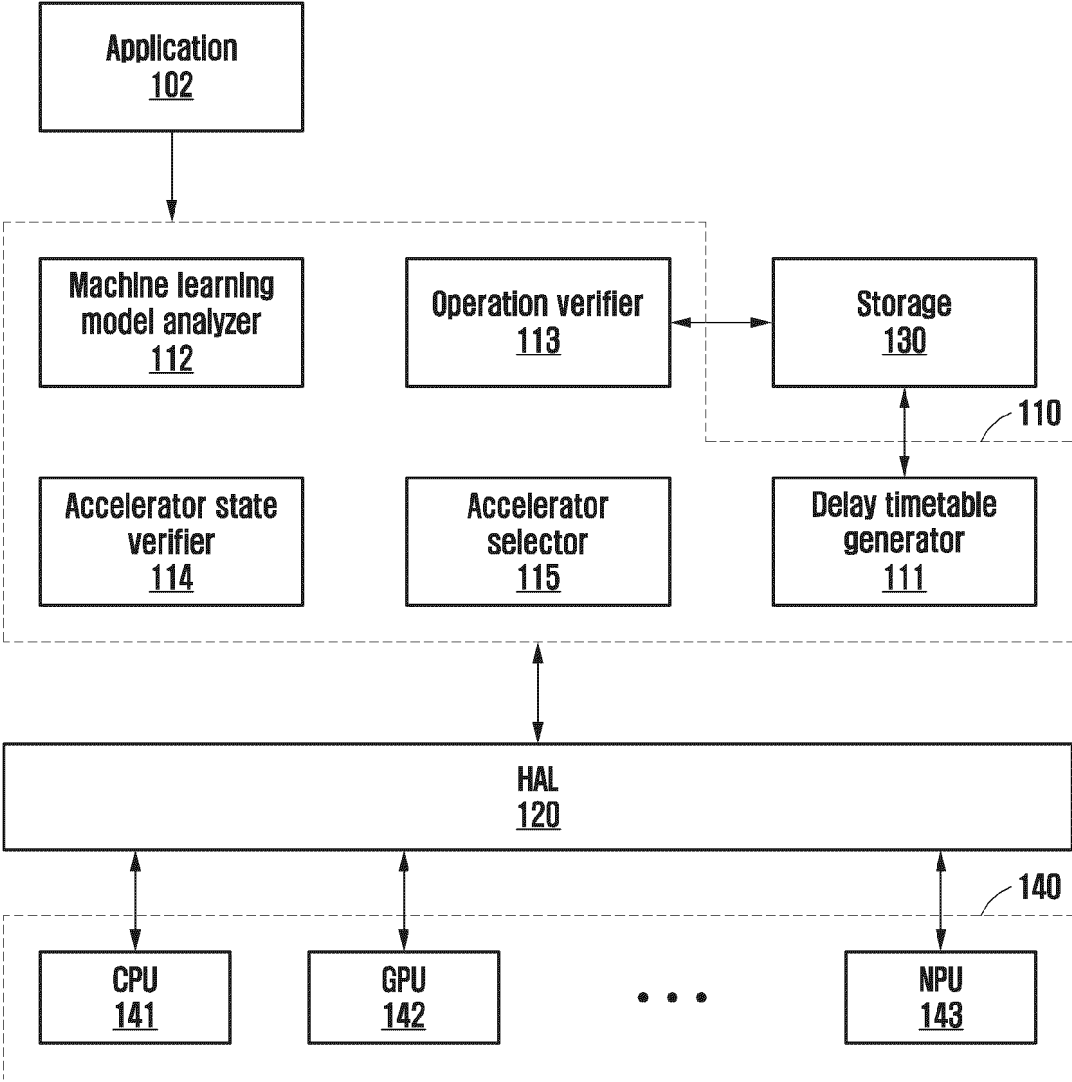 Application
102
Machine learning
model analyzer
112
Operation verifier
113
Storage
130
110
Accelerator state
verifier
114
Accelerator
selector
115
Delay timetable
generator
111
HAL
120
140
CPU
141
GPU
142
NPU
143